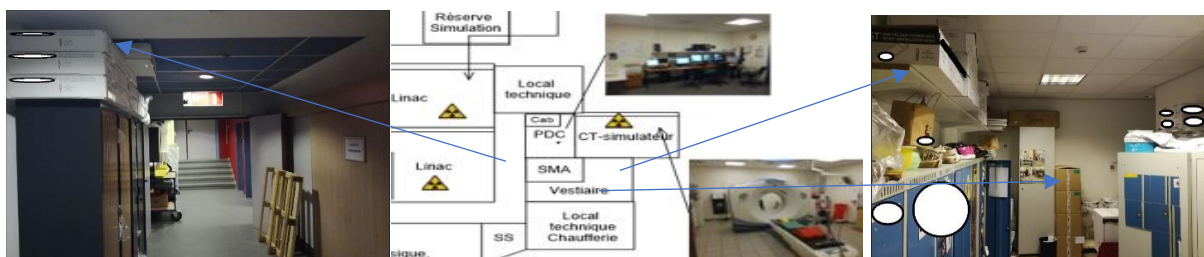 Réserve
Simulation
Linac
Local
technique
Cab
PDC
CT-simulateur
Linac
SMA
Vestiaire
Local
technique
Chaufferie
SS
sique.